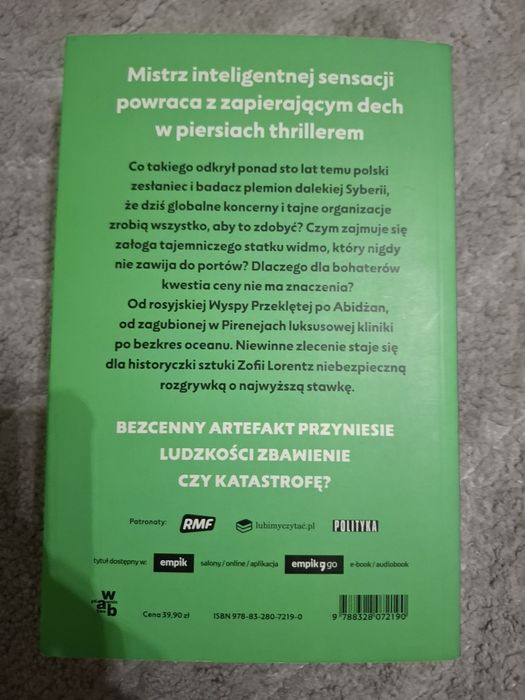 Mistrz inteligentnej sensacji
powraca z zapierającym dech
w piersiach thrillerem
Co takiego odkrył ponad sto lat temu polski
zesłaniec i badacz plemion dalekiej Syberii,
że dziś globalne koncerny i tajne organizacje
zrobią wszystko, aby to zdobyć? Czym zajmuje się
załoga tajemniczego statku widmo, który nigdy
nie zawija do portów? Dlaczego dla bohaterów
kwestia ceny nie ma znaczenia?
Od rosyjskiej Wyspy Przeklętej po Abidżan,
od zagubionej w Pirenejach luksusowej kliniki
po bezkres oceanu. Niewinne zlecenie staje się
dla historyczki sztuki Zofii Lorentz niebezpieczną
rozgrywką o najwyższą stawkę.
BEZCENNY ARTEFAKT PRZYNIESIE
LUDZKOŚCI ZBAWIENIE
CZY KATASTROFĘ?
Patronaty: RMF lubimyczytać.pl POLITYKA
tytuł dostępny w: empik salony / online / aplikacja empik go e-book / audiobook
w
a
b
Cena 39,90 zł ISBN 978-83-280-7219-0 9 788328 072190